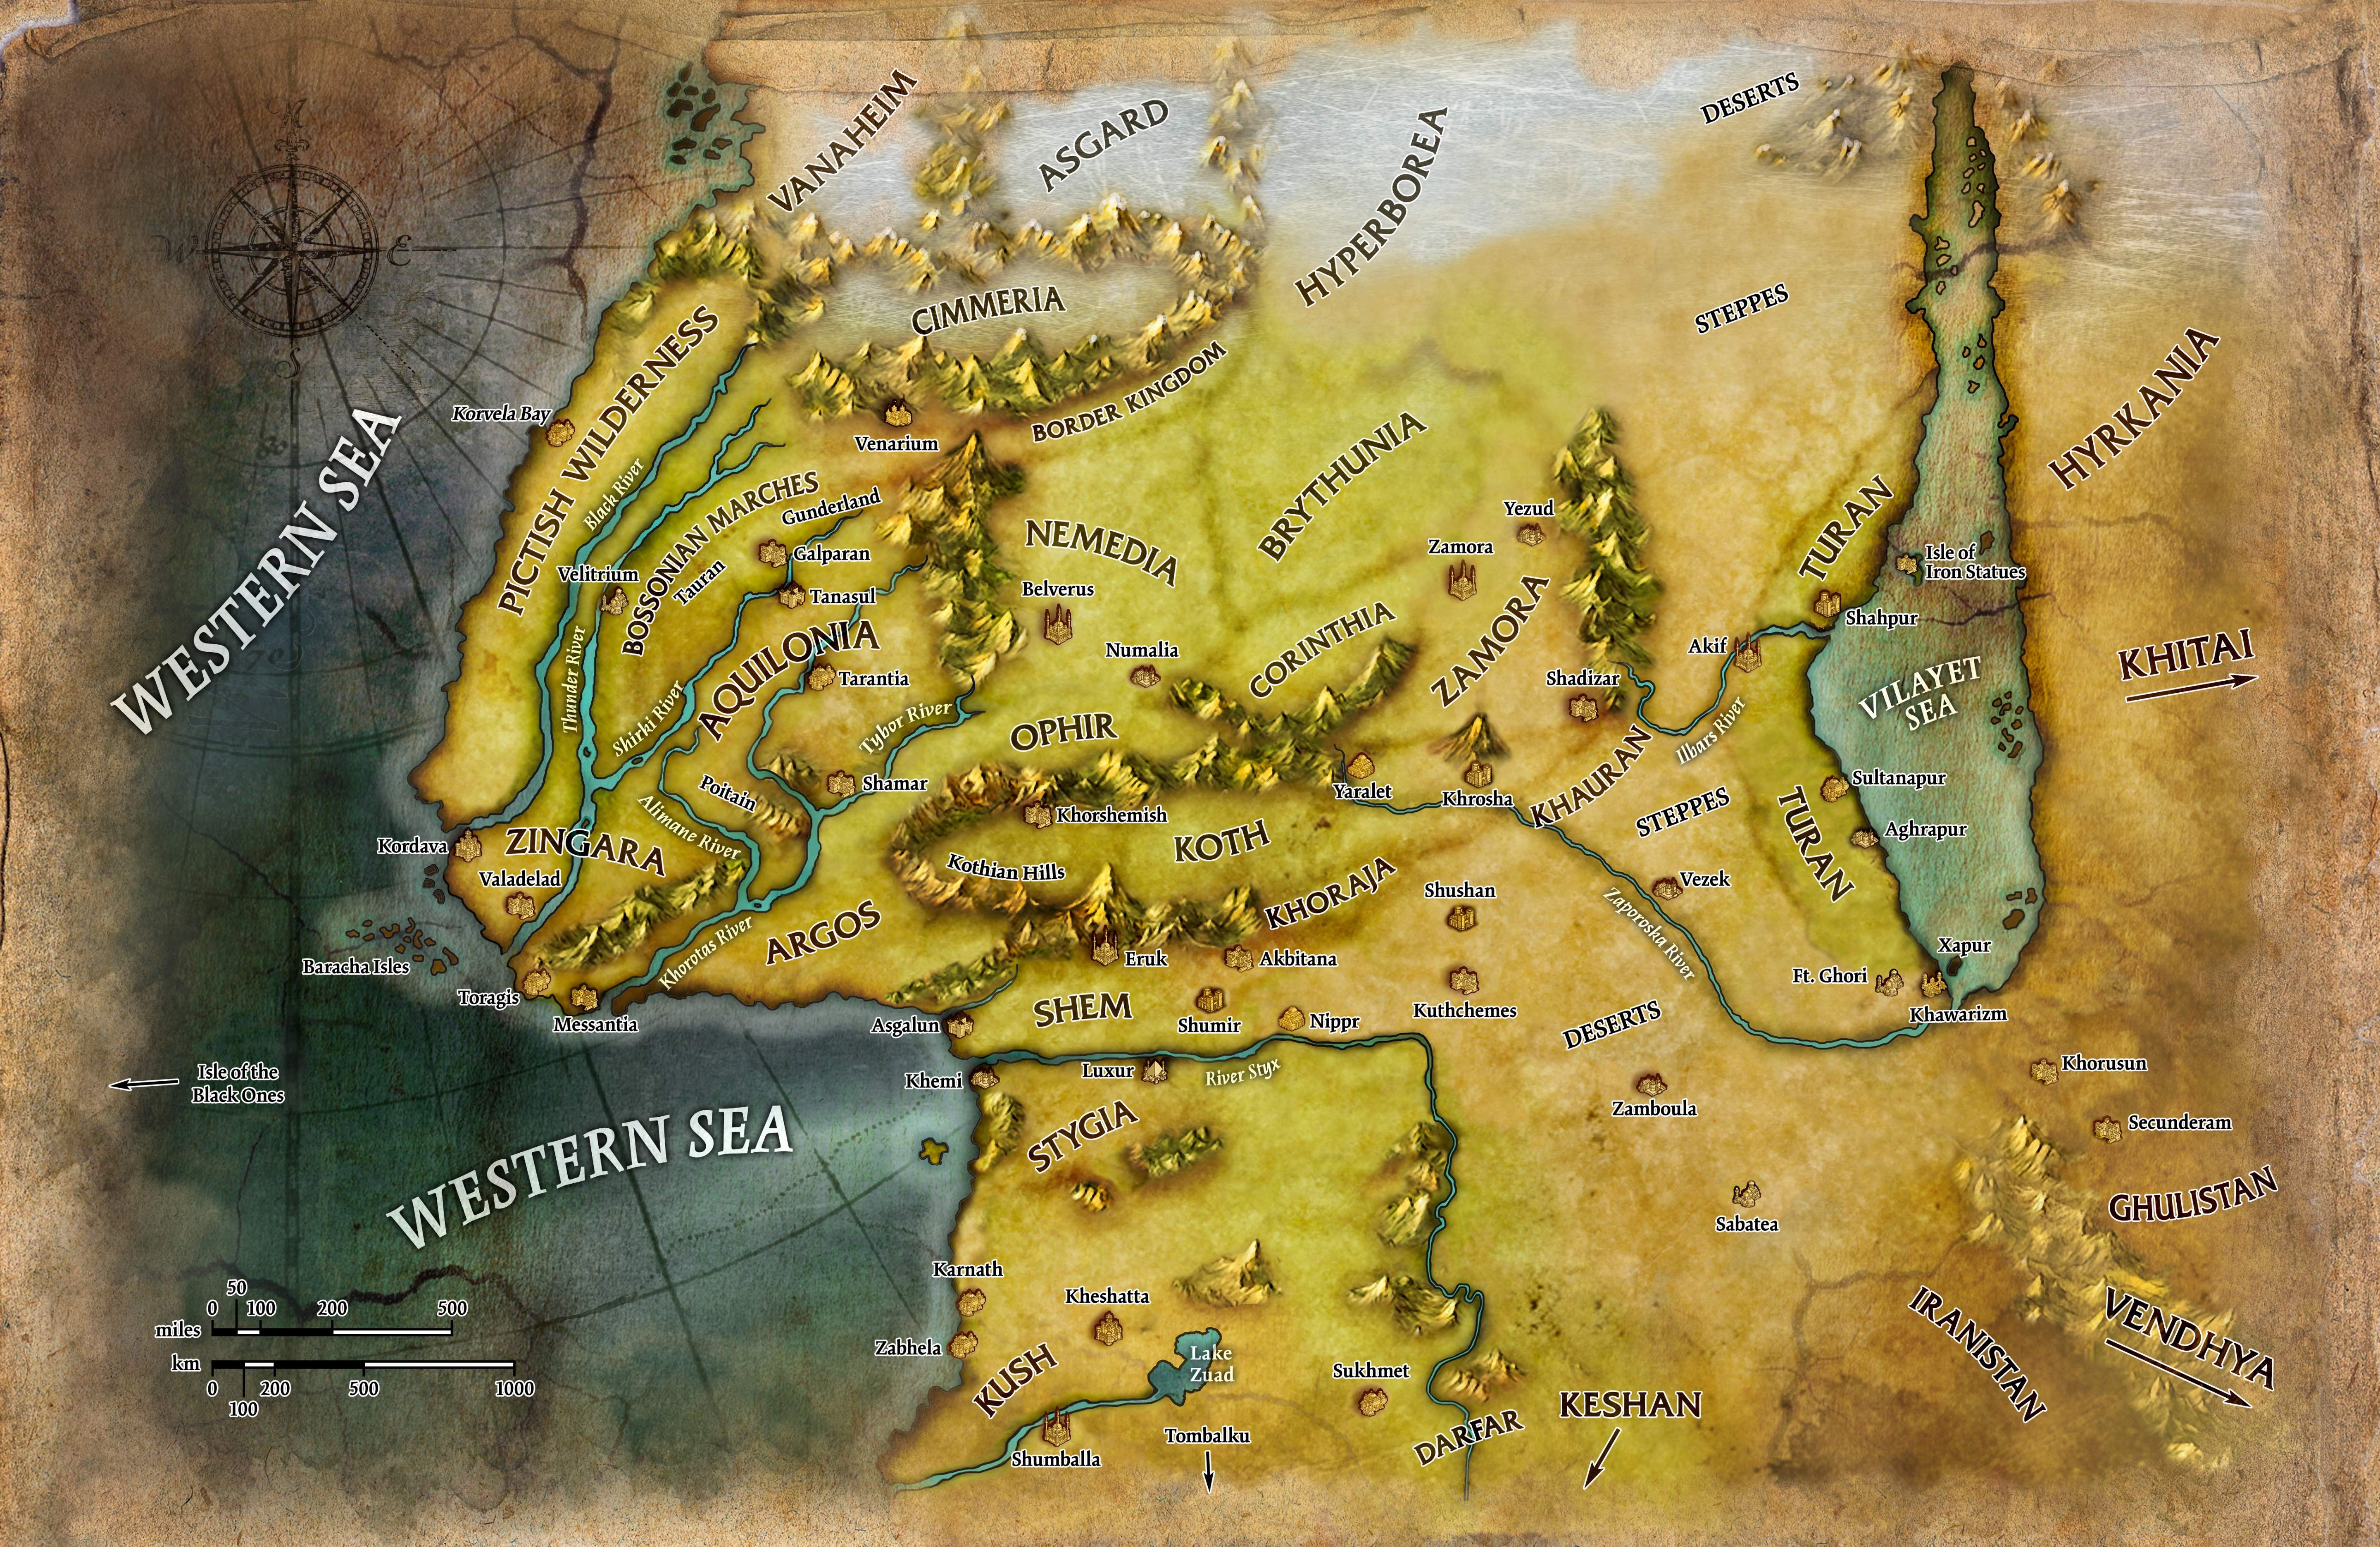 N
W
E
S
VANAHEIM
ASGARD
HYPERBOREA
DESERTS
CIMMERIA
STEPPES
BORDER KINGDOM
PICTISH WILDERNESS
Korvela Bay
Venarium
WESTERN SEA
Black River
BOSSONIAN MARCHES
Gunderland
Galparan
Velitrium
Tauran
Tanasul
NEMEDIA
BRYTHUNIA
Yezud
Zamora
TURAN
HYRKANIA
Isle of
Iron Statues
Belverus
Shahpur
AQUILONIA
Thunder River
Shirki River
Tarantia
Numalia
CORINTHIA
ZAMORA
Akif
Shadizar
Ilbars River
VILAYET
SEA
KHITAI
Tybor River
OPHIR
Poitain
Shamar
Alimane River
Khorshemish
Yaralet
Khrosha
KHAURAN
STEPPES
Sultanapur
TURAN
Aghrapur
Kordava
ZINGARA
Valadelad
Kothian Hills
KOTH
KHORAJA
Shushan
Vezek
Zaporoska River
Baracha Isles
Khorotas River
ARGOS
Eruk
Akbitana
Xapur
Ft. Ghori
Khawarizm
Toragis
Messantia
Asgalun
SHEM
Shumir
Nippr
Kuthchemes
DESERTS
Isle of the
Black Ones
Khemi
Luxur
River Styx
Khorusun
Zamboula
Secunderam
WESTERN SEA
STYGIA
Sabatea
GHULISTAN
Karnath
Kheshatta
Zabhela
Lake
Zuad
KUSH
Sukhmet
Shumballa
Tombalku
DARFAR
KESHAN
IRANISTAN
VENDHYA
50
0 100 200 500
miles
km
0 200 500 1000
100